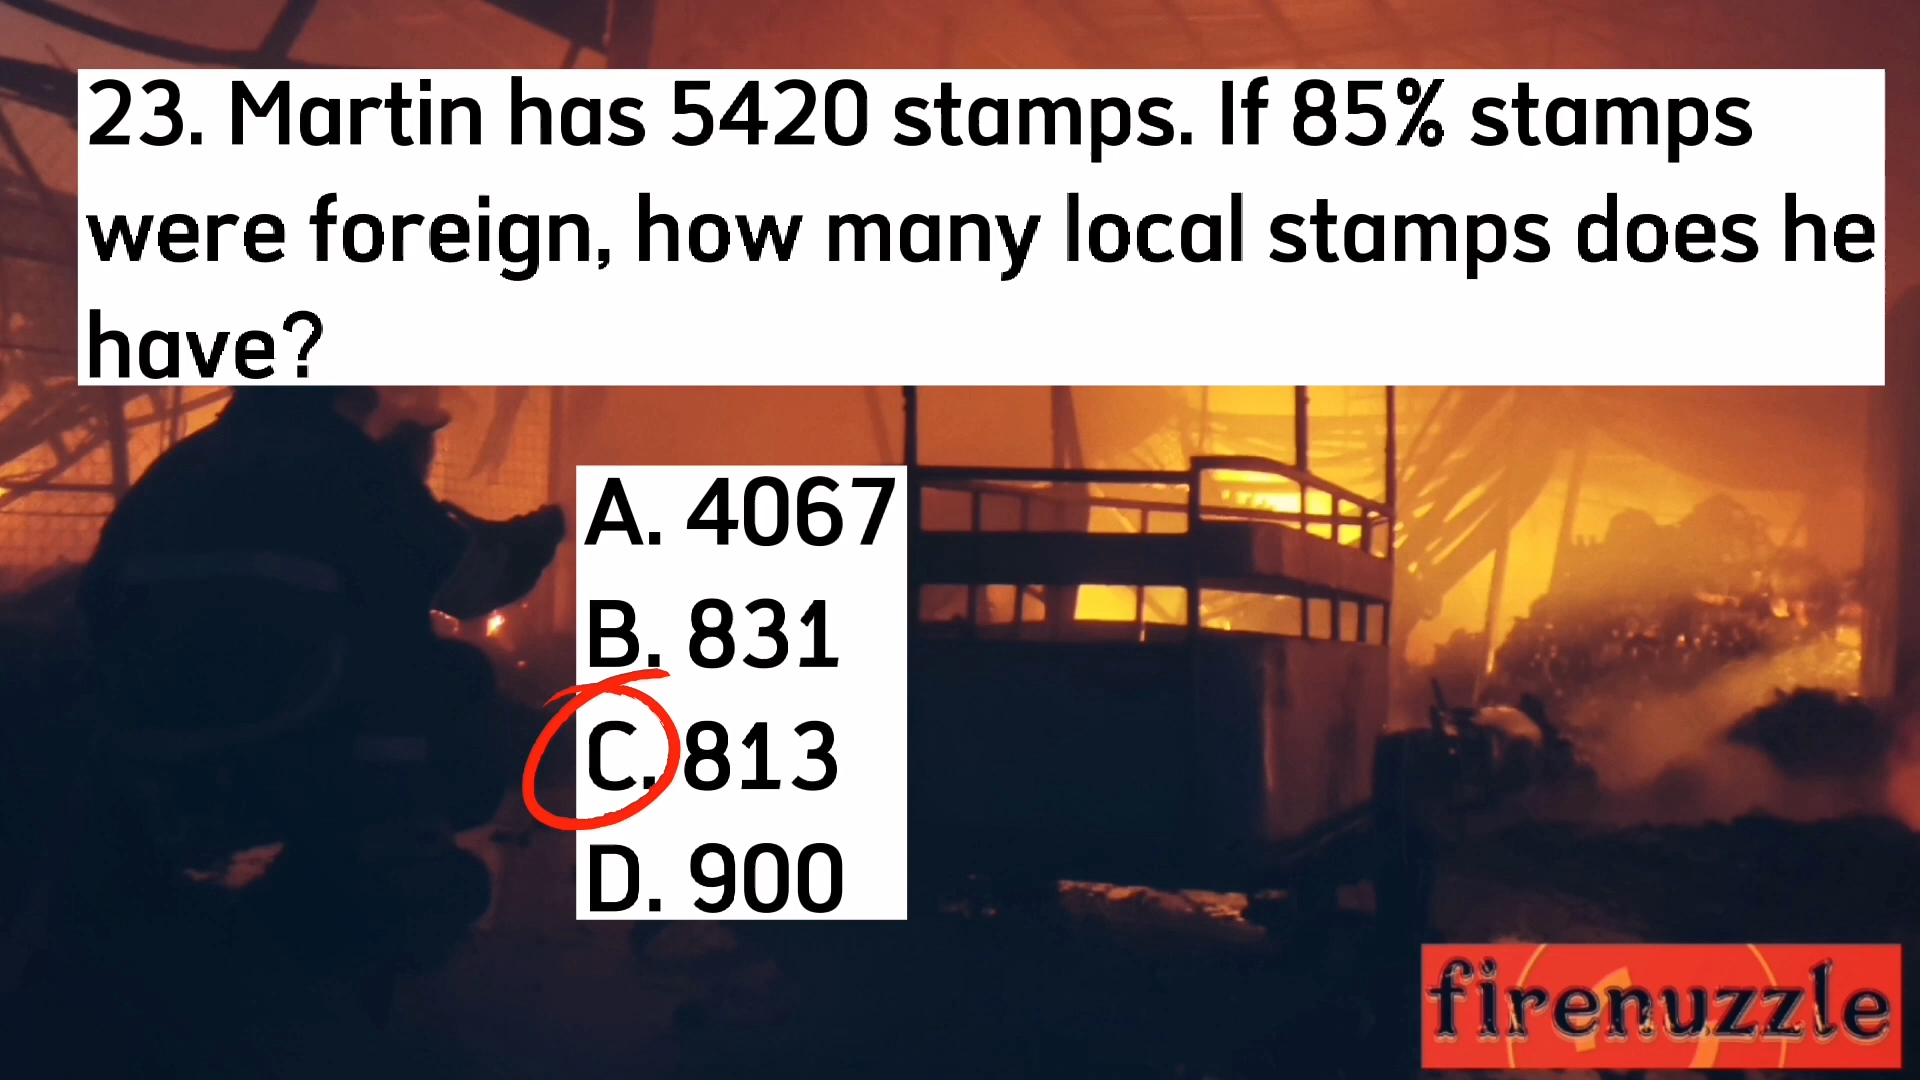 23. Martin has 5420 stamps. If 85% stamps
were foreign, how many local stamps does he
have?
A. 4067
B. 831
C. 813
D. 900
firenuzzle